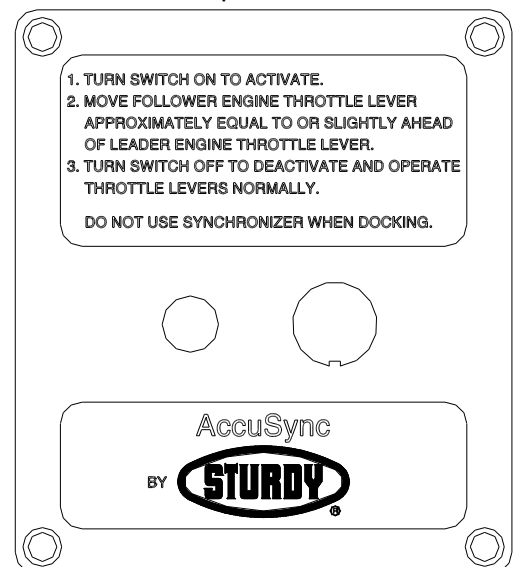 1. TURN SWITCH ON TO ACTIVATE.
2. MOVE FOLLOWER ENGINE THROTTLE LEVER
APPROXIMATELY EQUAL TO OR SLIGHTLY AHEAD
OF LEADER ENGINE THROTTLE LEVER.
3. TURN SWITCH OFF TO DEACTIVATE AND OPERATE
THROTTLE LEVERS NORMALLY.
DO NOT USE SYNCHRONIZER WHEN DOCKING.
AccuSync
BY STURDY ®